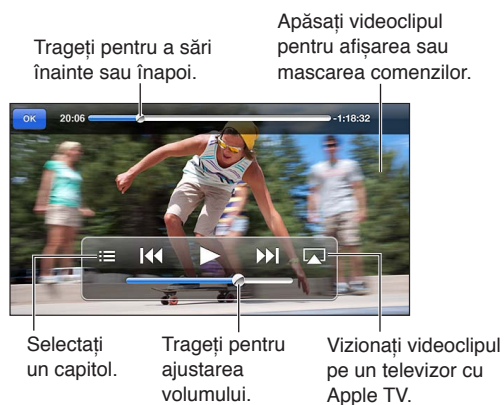 Apăsați videoclipul
pentru afișarea sau
mascarea comenzilor.
Trageți pentru a sări
înainte sau înapoi.
OK
20:06
-1:18:32
Selectați
un capitol.
Trageți pentru
ajustarea
volumului.
Vizionați videoclipul
pe un televizor cu
Apple TV.